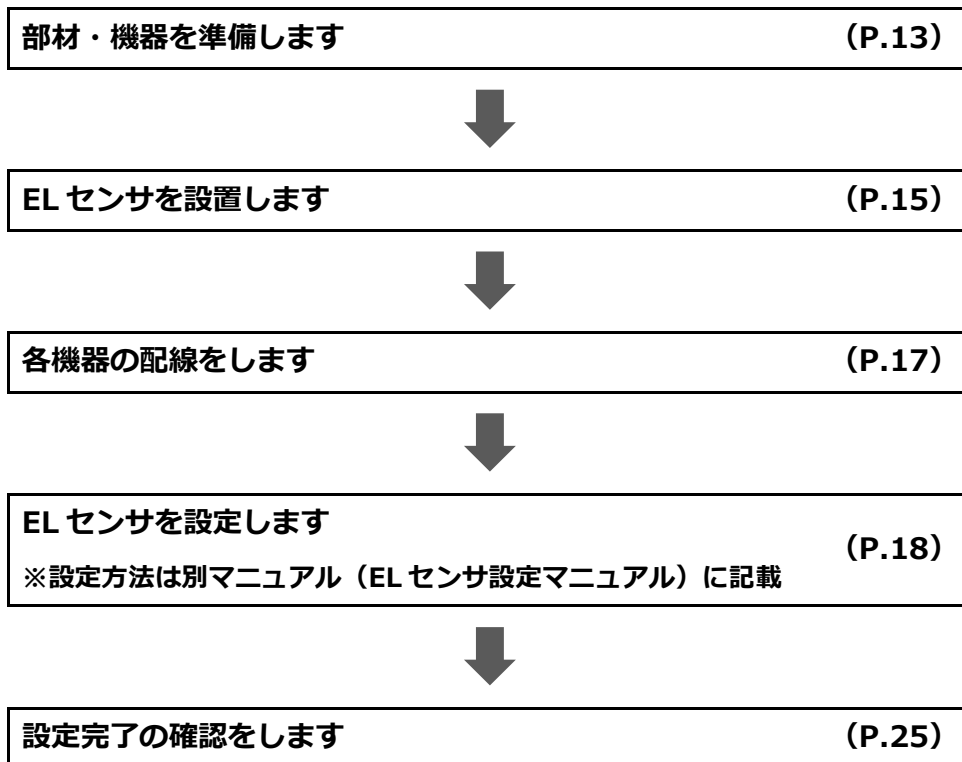 部材・機器を準備します （P.13）
EL センサを設置します （P.15）
各機器の配線をします （P.17）
EL センサを設定します
（P.18）
※設定方法は別マニュアル（EL センサ設定マニュアル）に記載
設定完了の確認をします （P.25）